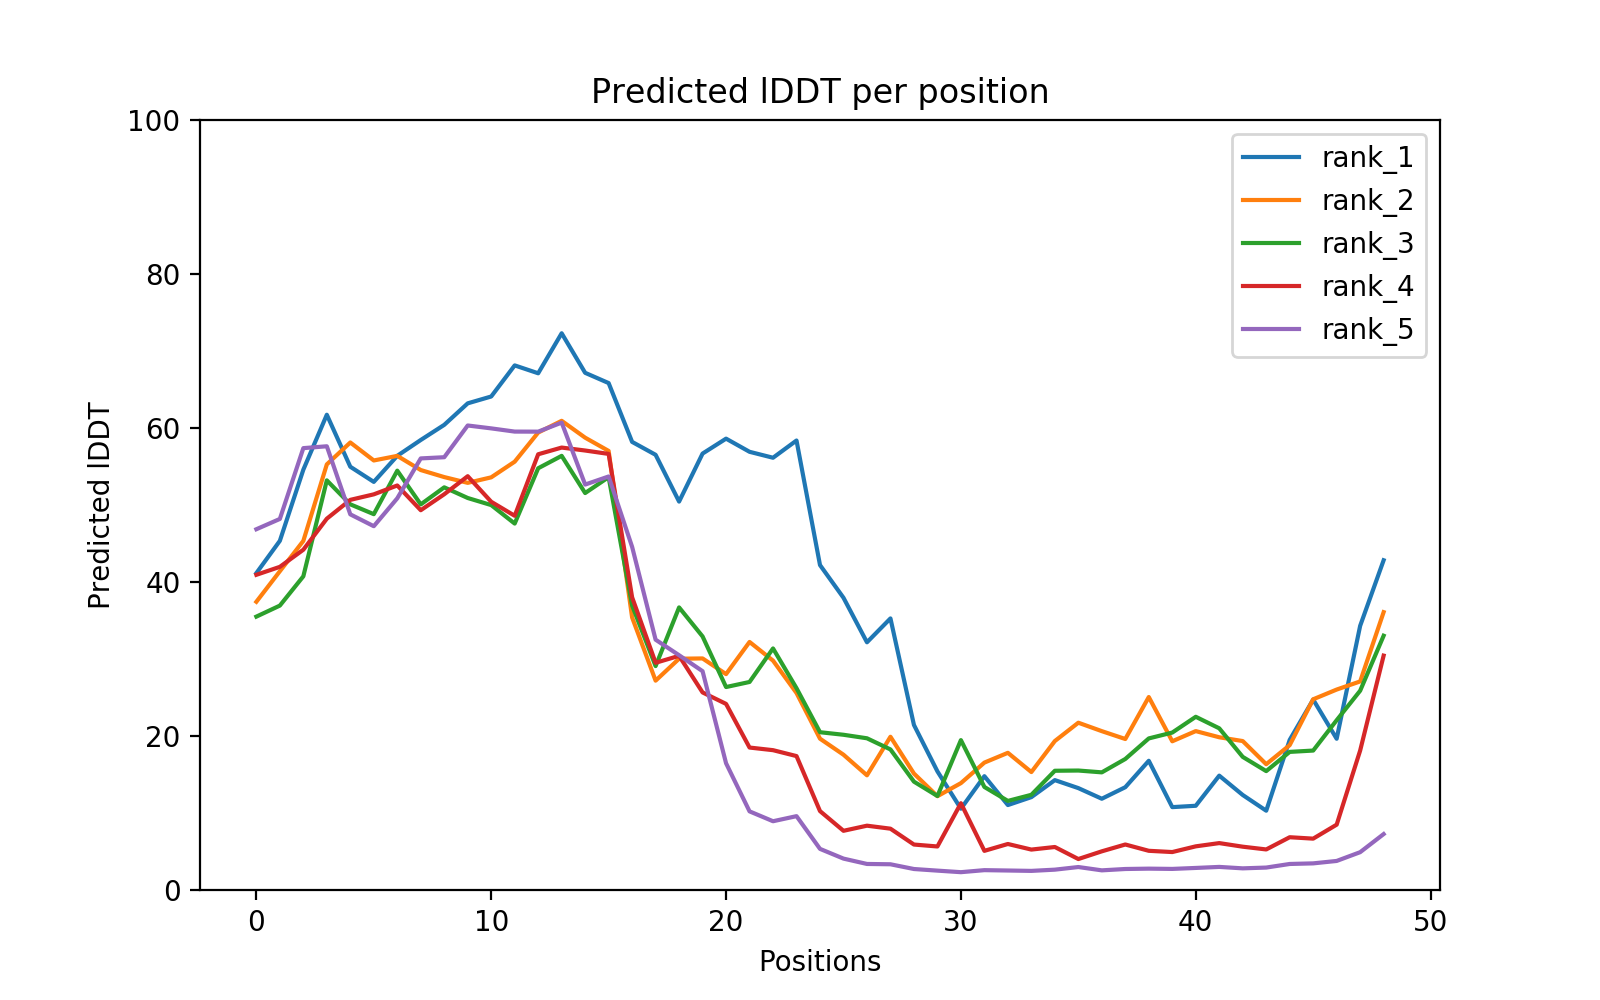 Predicted lDDT per position
100
80
60
40
20
0
Predicted lDDT
rank_1
rank_2
rank_3
rank_4
rank_5
0 10 20 30 40 50
Positions